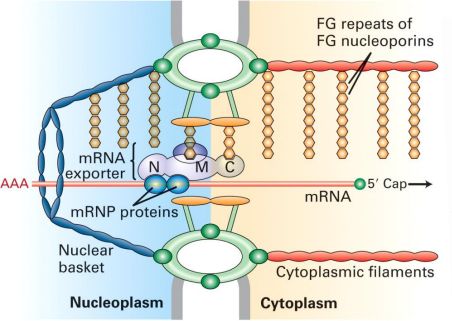 FG repeats of
FG nucleoporins
mRNA
exporter
N
M
C
AAA
5′ Cap
mRNA
mRNP proteins
Nuclear
basket
Cytoplasmic filaments
Nucleoplasm
Cytoplasm